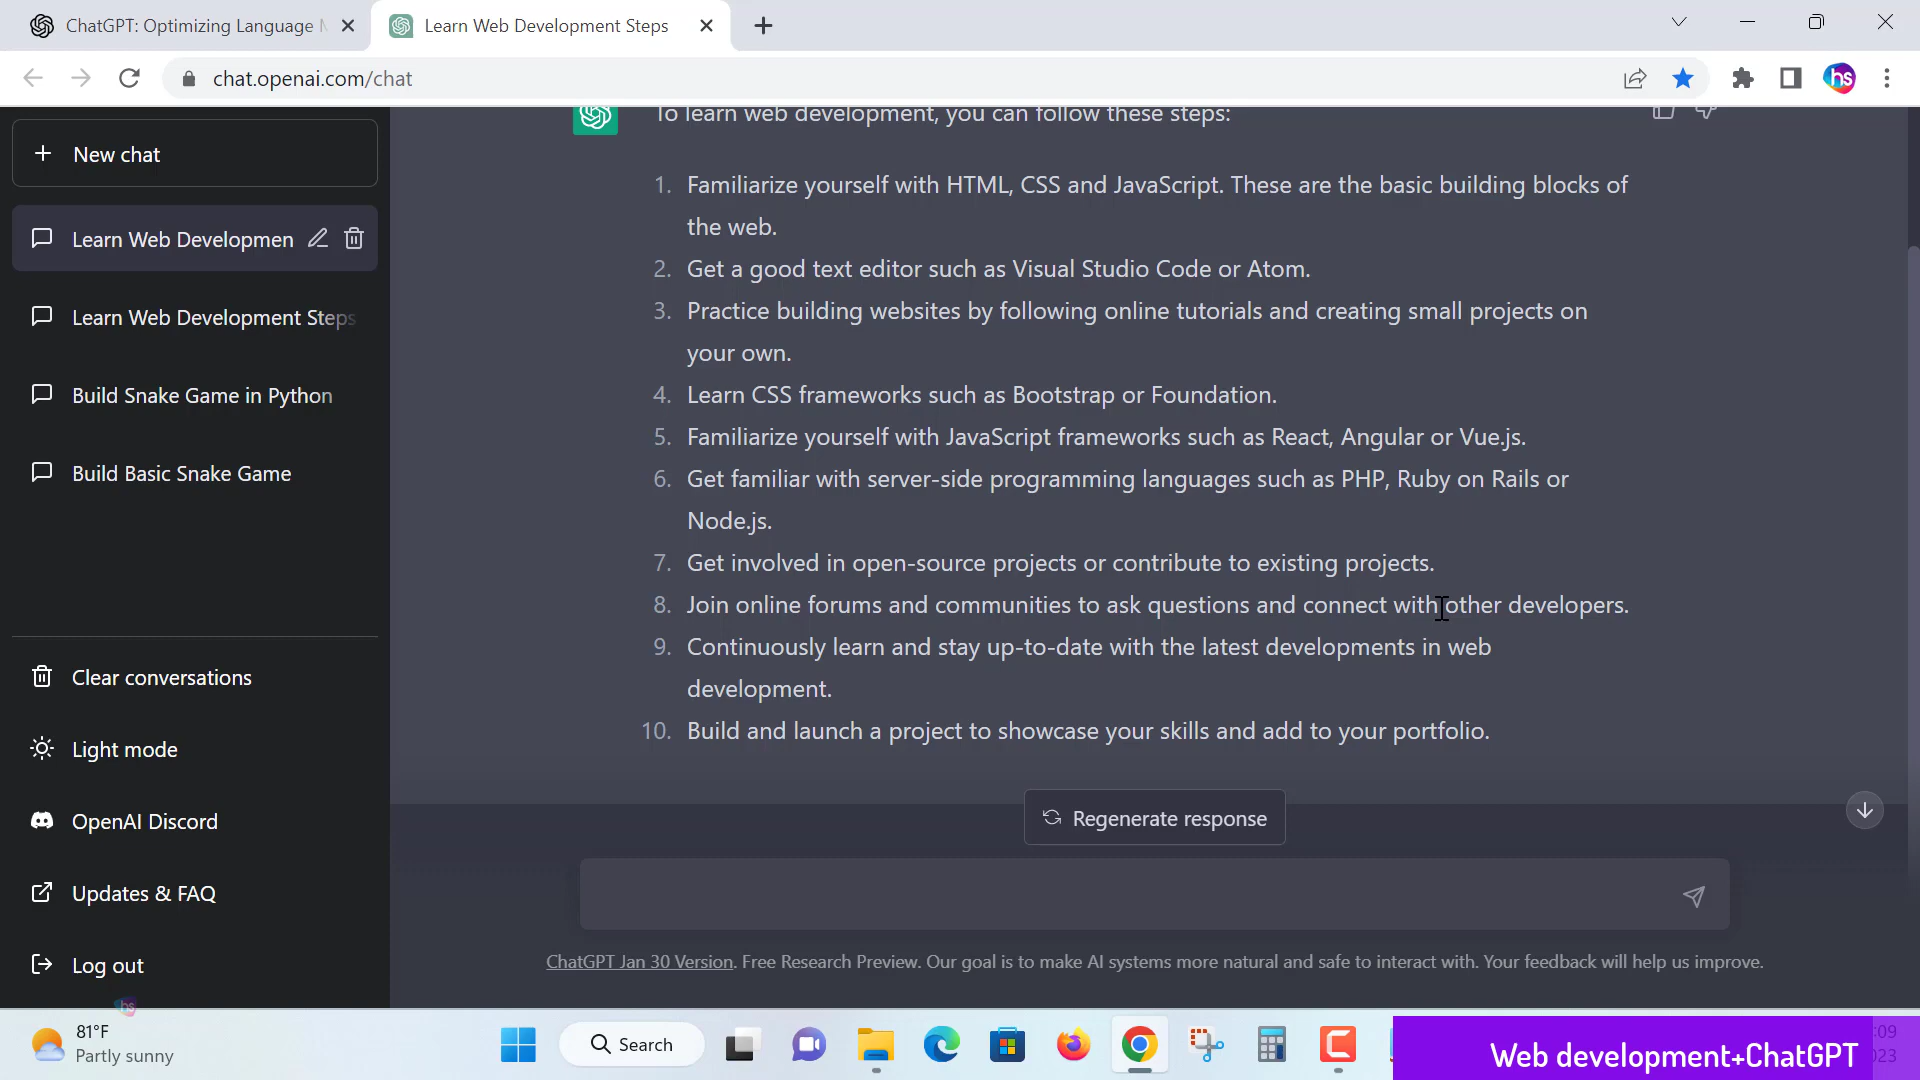 ChatGPT: Optimizing Language
Learn Web Development Steps
chat.openai.com/chat
hs
New chat
Learn Web Developmen
Learn Web Development Steps
Build Snake Game in Python
Build Basic Snake Game
Clear conversations
Light mode
OpenAI Discord
Updates & FAQ
Log out
To learn web development, you can follow these steps:
1. Familiarize yourself with HTML, CSS and JavaScript. These are the basic building blocks of
the web.
2. Get a good text editor such as Visual Studio Code or Atom.
3. Practice building websites by following online tutorials and creating small projects on
your own.
4. Learn CSS frameworks such as Bootstrap or Foundation.
5. Familiarize yourself with JavaScript frameworks such as React, Angular or Vue.js.
6. Get familiar with server-side programming languages such as PHP, Ruby on Rails or
Node.js.
7. Get involved in open-source projects or contribute to existing projects.
8. Join online forums and communities to ask questions and connect with other developers.
9. Continuously learn and stay up-to-date with the latest developments in web
development.
10. Build and launch a project to showcase your skills and add to your portfolio.
Regenerate response
ChatGPT Jan 30 Version. Free Research Preview. Our goal is to make AI systems more natural and safe to interact with. Your feedback will help us improve.
hs
81°F
Partly sunny
Search
Web development+ChatGPT
:09
023